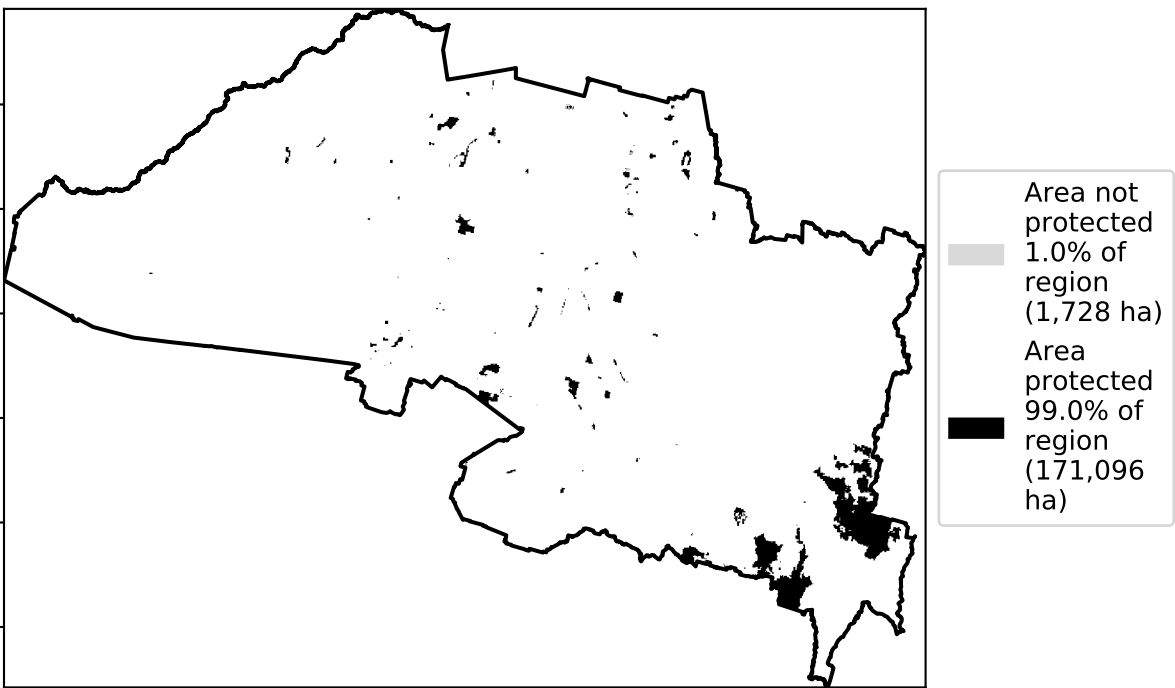 Area not
protected
1.0% of
region
(1,728 ha)
Area
protected
99.0% of
region
(171,096
ha)